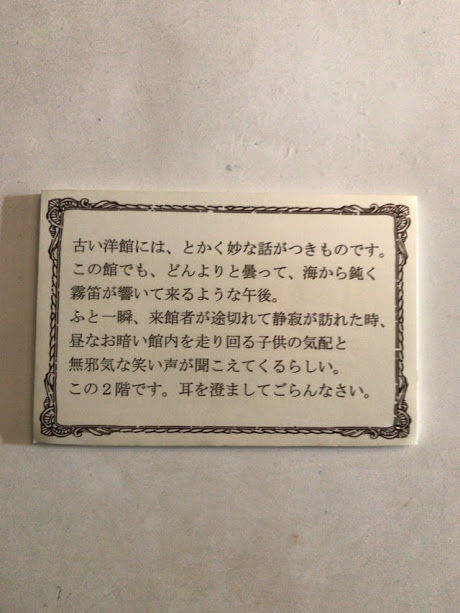 古い洋館には、とかく妙な話がつきものです。
この館でも、どんよりと曇って、海から鈍く
霧笛が響いて来るような午後。
ふと一瞬、来館者が途切れて静寂が訪れた時、
昼なお暗い館内を走り回る子供の気配と
無邪気な笑い声が聞こえてくるらしい。
この２階です。耳を澄ましてごらんなさい。